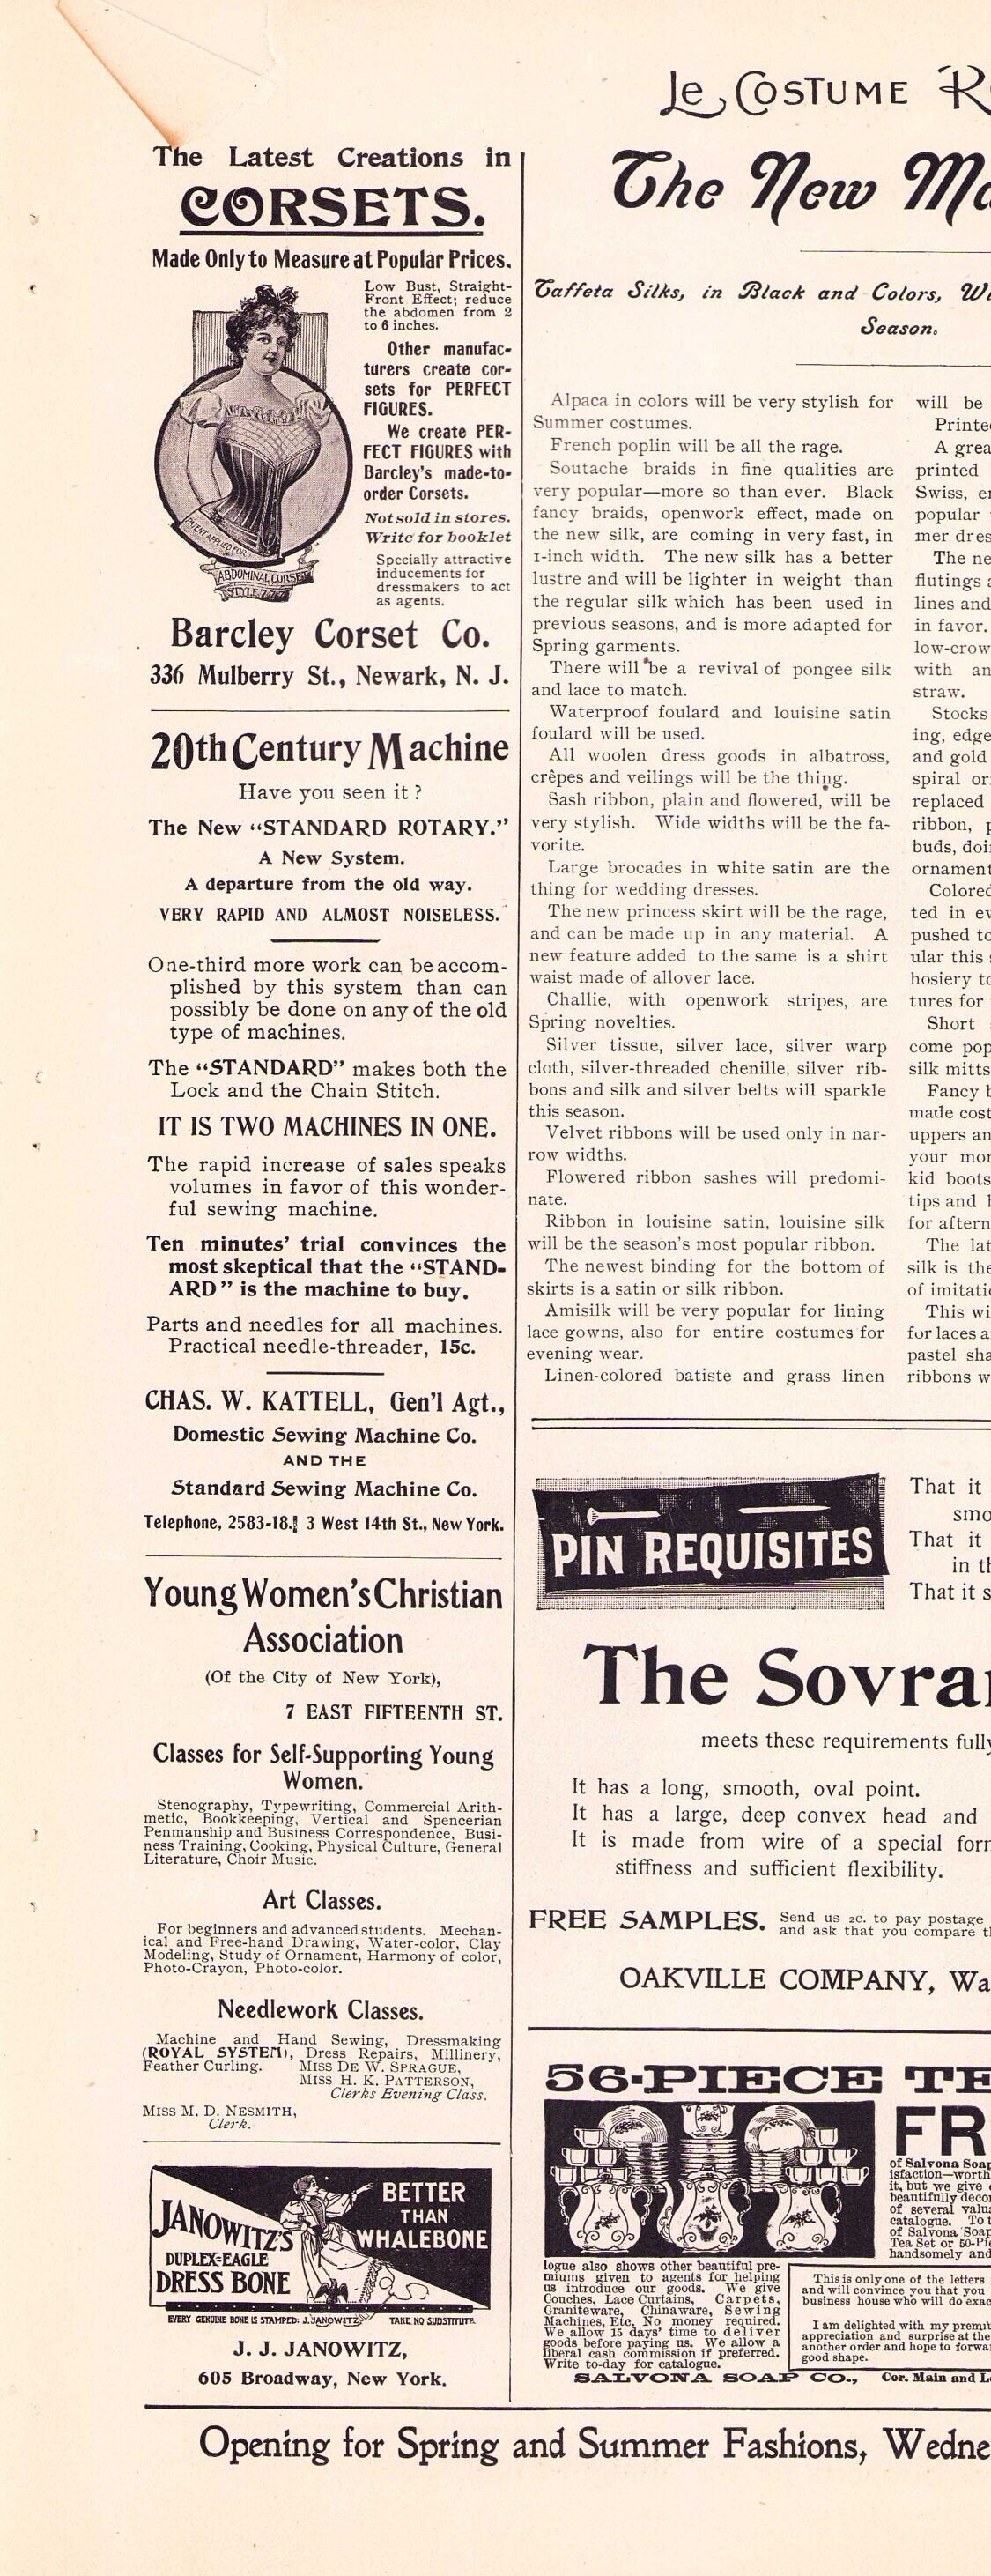 Le COSTUME
The New
Taffeta Silks, in Black and Colors,
Season.
The Latest Creations in
CORSETS.
Made Only to Measure at Popular Prices.
Low Bust, Straight-
Front Effect; reduce
the abdomen from 2
to 6 inches.
Other manufac-
turers create cor-
sets for PERFECT
FIGURES.
We create PER-
FECT FIGURES with
Barcley's made-to-
order Corsets.
Not sold in stores.
Write for booklet
Specially attractive
inducements for
dressmakers to act
as agents.
PATENT APPLIED FOR
ABDOMINAL CORSET
STYLE
Barcley Corset Co.
336 Mulberry St., Newark, N. J.
20th Century Machine
Have you seen it?
The New “STANDARD ROTARY.”
A New System.
A departure from the old way.
VERY RAPID AND ALMOST NOISELESS.
One-third more work can be accom-
plished by this system than can
possibly be done on any of the old
type of machines.
The “STANDARD” makes both the
Lock and the Chain Stitch.
IT IS TWO MACHINES IN ONE.
The rapid increase of sales speaks
volumes in favor of this wonder-
ful sewing machine.
Ten minutes' trial convinces the
most skeptical that the “STAND-
ARD” is the machine to buy.
Parts and needles for all machines.
Practical needle-threader, 15c.
CHAS. W. KATTELL, Gen'l Agt.,
Domestic Sewing Machine Co.
AND THE
Standard Sewing Machine Co.
Telephone, 2583-18. 3 West 14th St., New York.
Young Women's Christian
Association
(Of the City of New York),
7 EAST FIFTEENTH ST.
Classes for Self-Supporting Young
Women.
Stenography, Typewriting, Commercial Arith-
metic, Bookkeeping, Vertical and Spencerian
Penmanship and Business Correspondence, Busi-
ness Training, Cooking, Physical Culture, General
Literature, Choir Music.
Art Classes.
For beginners and advanced students. Mechan-
ical and Free-hand Drawing, Water-color, Clay
Modeling, Study of Ornament, Harmony of color,
Photo-Crayon, Photo-color.
Needlework Classes.
Machine and Hand Sewing, Dressmaking
(ROYAL SYSTEM), Dress Repairs, Millinery,
Feather Curling. MISS DE W. SPRAGUE,
MISS H. K. PATTERSON,
Clerks Evening Class.
MISS M. D. NESMITH,
Clerk.
JANOWITZ'S
DUPLEX-EAGLE
DRESS BONE
BETTER
THAN
WHALEBONE
EVERY GENUINE BONE IS STAMPED: J. JANOWITZ. TAKE NO SUBSTITUTE.
J. J. JANOWITZ,
605 Broadway, New York.
Alpaca in colors will be very stylish for
Summer costumes.
French poplin will be all the rage.
Soutache braids in fine qualities are
very popular—more so than ever. Black
fancy braids, openwork effect, made on
the new silk, are coming in very fast, in
1-inch width. The new silk has a better
lustre and will be lighter in weight than
the regular silk which has been used in
previous seasons, and is more adapted for
Spring garments.
There will be a revival of pongee silk
and lace to match.
Waterproof foulard and louisine satin
foulard will be used.
All woolen dress goods in albatross,
crêpes and veilings will be the thing.
Sash ribbon, plain and flowered, will be
very stylish. Wide widths will be the fa-
vorite.
Large brocades in white satin are the
thing for wedding dresses.
The new princess skirt will be the rage,
and can be made up in any material. A
new feature added to the same is a shirt
waist made of allover lace.
Challie, with openwork stripes, are
Spring novelties.
Silver tissue, silver lace, silver warp
cloth, silver-threaded chenille, silver rib-
bons and silk and silver belts will sparkle
this season.
Velvet ribbons will be used only in nar-
row widths.
Flowered ribbon sashes will predomi-
nate.
Ribbon in louisine satin, louisine silk
will be the season's most popular ribbon.
The newest binding for the bottom of
skirts is a satin or silk ribbon.
Amisilk will be very popular for lining
lace gowns, also for entire costumes for
evening wear.
Linen-colored batiste and grass linen
will be
Printe
A grea
printed
Swiss, e
popular
mer dres
The ne
flutings a
lines and
in favor.
low-crow
with an
straw.
Stocks
ing, edge
and gold
spiral or
replaced
ribbon, p
buds, doi
ornament
Colored
ted in ev
pushed to
ular this
hosiery to
tures for
Short
come pop
silk mitts
Fancy b
made cost
uppers an
your mor
kid boots
tips and
for aftern
The lat
silk is the
of imitati
This wi
for laces a
pastel sha
ribbons w
PIN REQUISITES
That it
smo
That it
in th
That it s
The Sovra
meets these requirements fully
It has a long, smooth, oval point.
It has a large, deep convex head and
It is made from wire of a special for
stiffness and sufficient flexibility.
FREE SAMPLES. Send us 2c. to pay postage
and ask that you compare th
OAKVILLE COMPANY, Wa
56-PIECE TE
FR
of Salvona Soap
isfaction—worth
it, but we give
beautifully deco
of several valua
catalogue. To t
of Salvona Soap
Tea Set or 50-Pie
handsomely and
logue also shows other beautiful pre-
miums given to agents for helping
us introduce our goods. We give
Couches, Lace Curtains, Carpets,
Graniteware, Chinaware, Sewing
Machines, Etc. No money required.
We allow 15 days' time to deliver
goods before paying us. We allow a
liberal cash commission if preferred.
Write to-day for catalogue.
This is only one of the letters
and will convince you that you
business house who will do exac
I am delighted with my premi
appreciation and surprise at the
another order and hope to forwa
good shape.
SALVONA SOAP CO., Cor. Main and L
Opening for Spring and Summer Fashions, Wedne